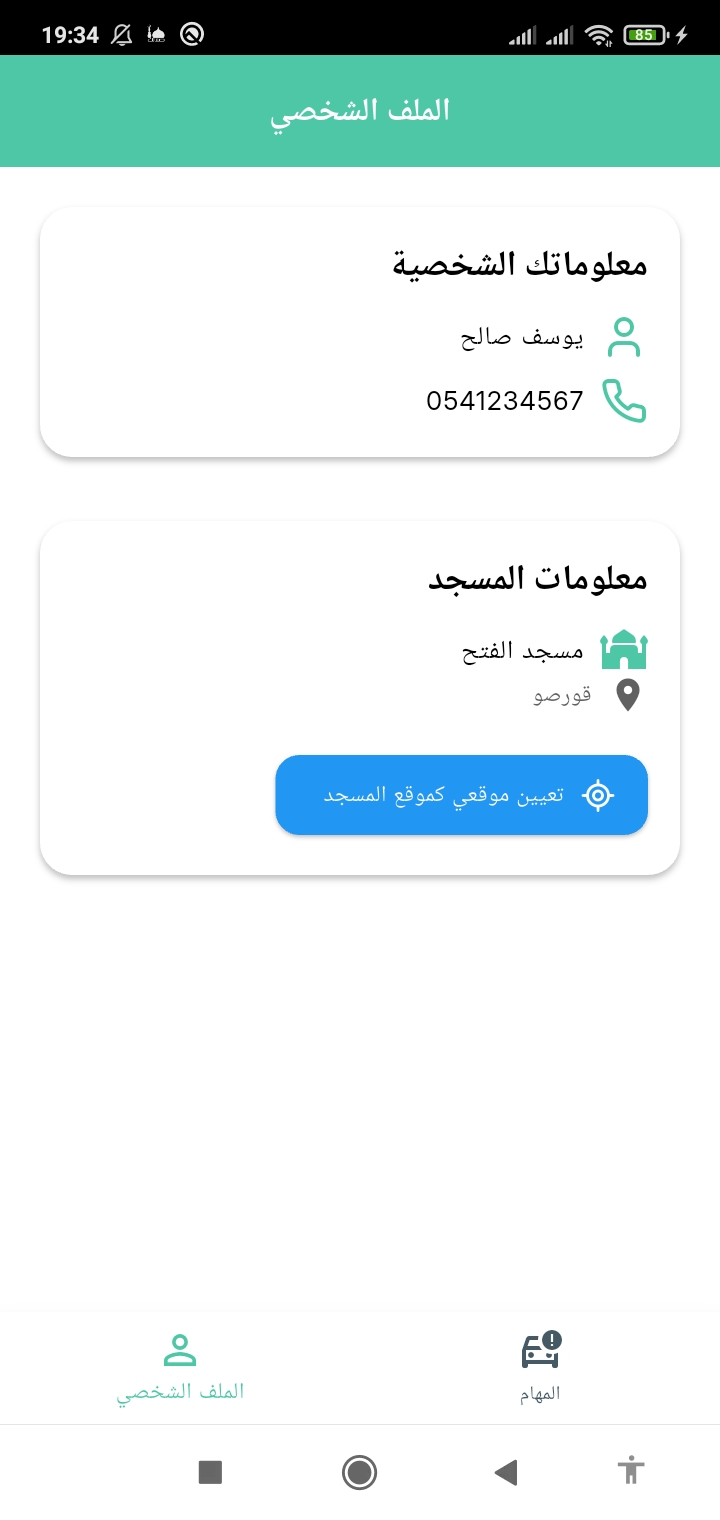 19:34
85
الملف الشخصي
معلوماتك الشخصية
يوسف صالح
0541234567
معلومات المسجد
مسجد الفتح
قورصو
تعيين موقعي كموقع المسجد
المهام
الملف الشخصي